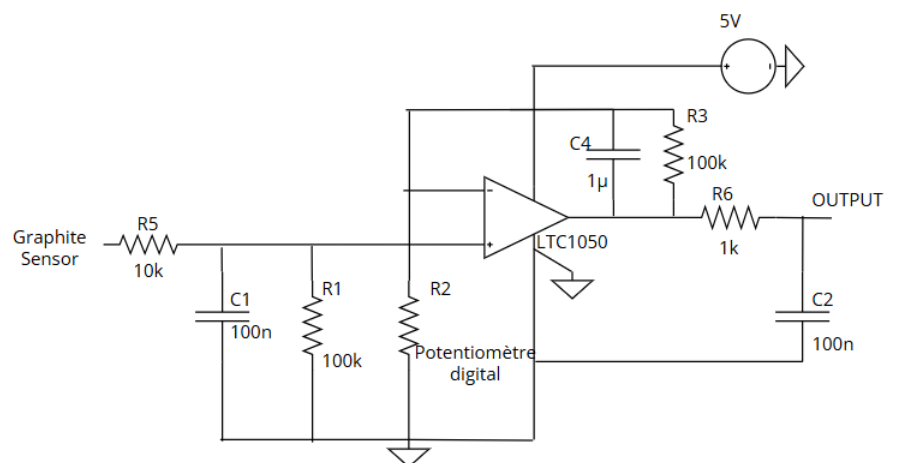 5V
R3
C4
100k
1µ
R6
OUTPUT
R5
Graphite
Sensor
LTC1050
1k
10k
C1
R1
R2
C2
100n
100k
Potentiomètre
digital
100n
-
+
+
-